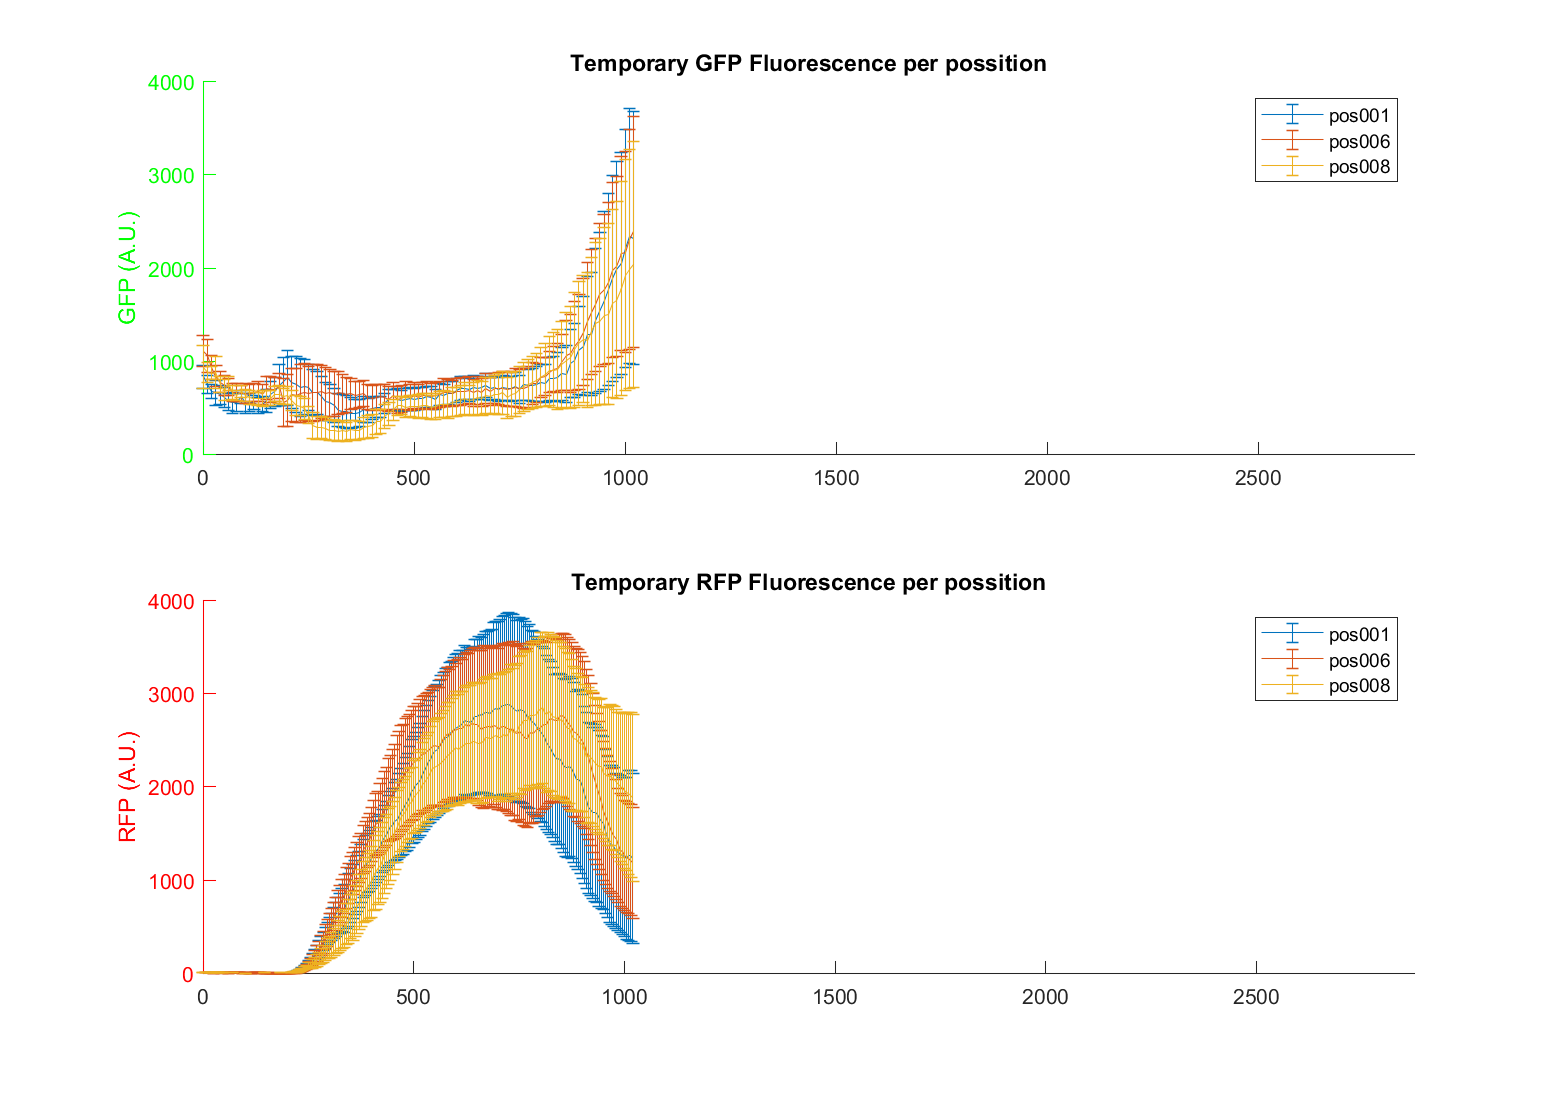 Temporary GFP Fluorescence per possition
4000
3000
2000
1000
0
GFP (A.U.)
0 500 1000 1500 2000 2500
pos001
pos006
pos008
Temporary RFP Fluorescence per possition
4000
3000
2000
1000
0
RFP (A.U.)
0 500 1000 1500 2000 2500
pos001
pos006
pos008